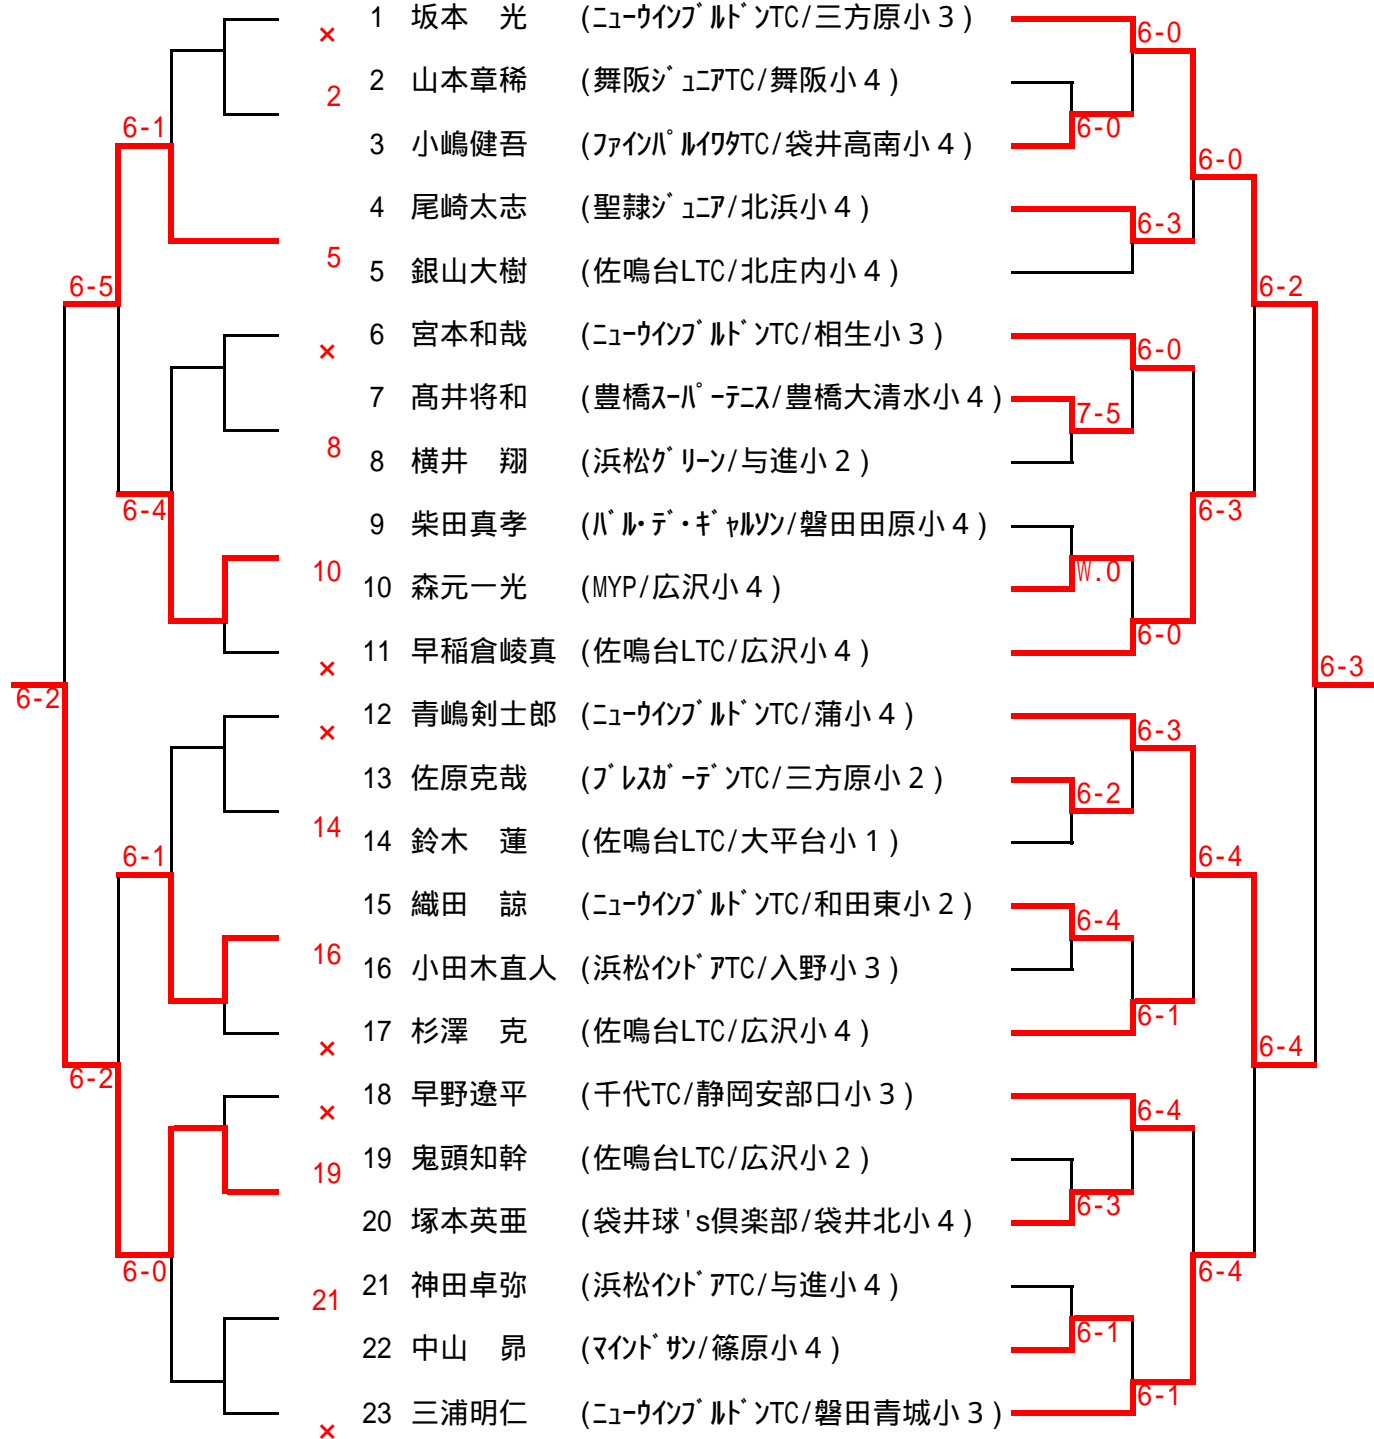 × 1 坂本　光 (ニューウインブルドンTC/三方原小３) 6-0
2 2 山本章稀 (舞阪ジュニアTC/舞阪小４)
6-1 3 小嶋健吾 (ファインパルイワタTC/袋井高南小４) 6-0
6-0
4 尾崎太志 (聖隷ジュニア/北浜小４) 6-3
5 5 銀山大樹 (佐鳴台LTC/北庄内小４)
6-5 6-2
× 6 宮本和哉 (ニューウインブルドンTC/相生小３) 6-0
7 髙井将和 (豊橋スーパーテニス/豊橋大清水小４) 7-5
8 8 横井　翔 (浜松グリーン/与進小２)
6-4 6-3
9 柴田真孝 (バル・デ・ギャルソン/磐田田原小４)
10 10 森元一光 (MYP/広沢小４) W.O
× 11 早稲倉崚真 (佐鳴台LTC/広沢小４) 6-0
6-2 6-3
× 12 青嶋剣士郎 (ニューウインブルドンTC/蒲小４) 6-3
13 佐原克哉 (ブレスガーデンTC/三方原小２) 6-2
14 14 鈴木　蓮 (佐鳴台LTC/大平台小１)
6-1 6-4
15 織田　諒 (ニューウインブルドンTC/和田東小２) 6-4
16 16 小田木直人 (浜松インドアTC/入野小３)
× 17 杉澤　克 (佐鳴台LTC/広沢小４) 6-1
6-2 6-4
× 18 早野遼平 (千代TC/静岡安部口小３) 6-4
19 19 鬼頭知幹 (佐鳴台LTC/広沢小２)
20 塚本英亜 (袋井球's倶楽部/袋井北小４) 6-3
6-0 6-4
21 21 神田卓弥 (浜松インドアTC/与進小４)
22 中山　昴 (マインドサン/篠原小４) 6-1
× 23 三浦明仁 (ニューウインブルドンTC/磐田青城小３) 6-1